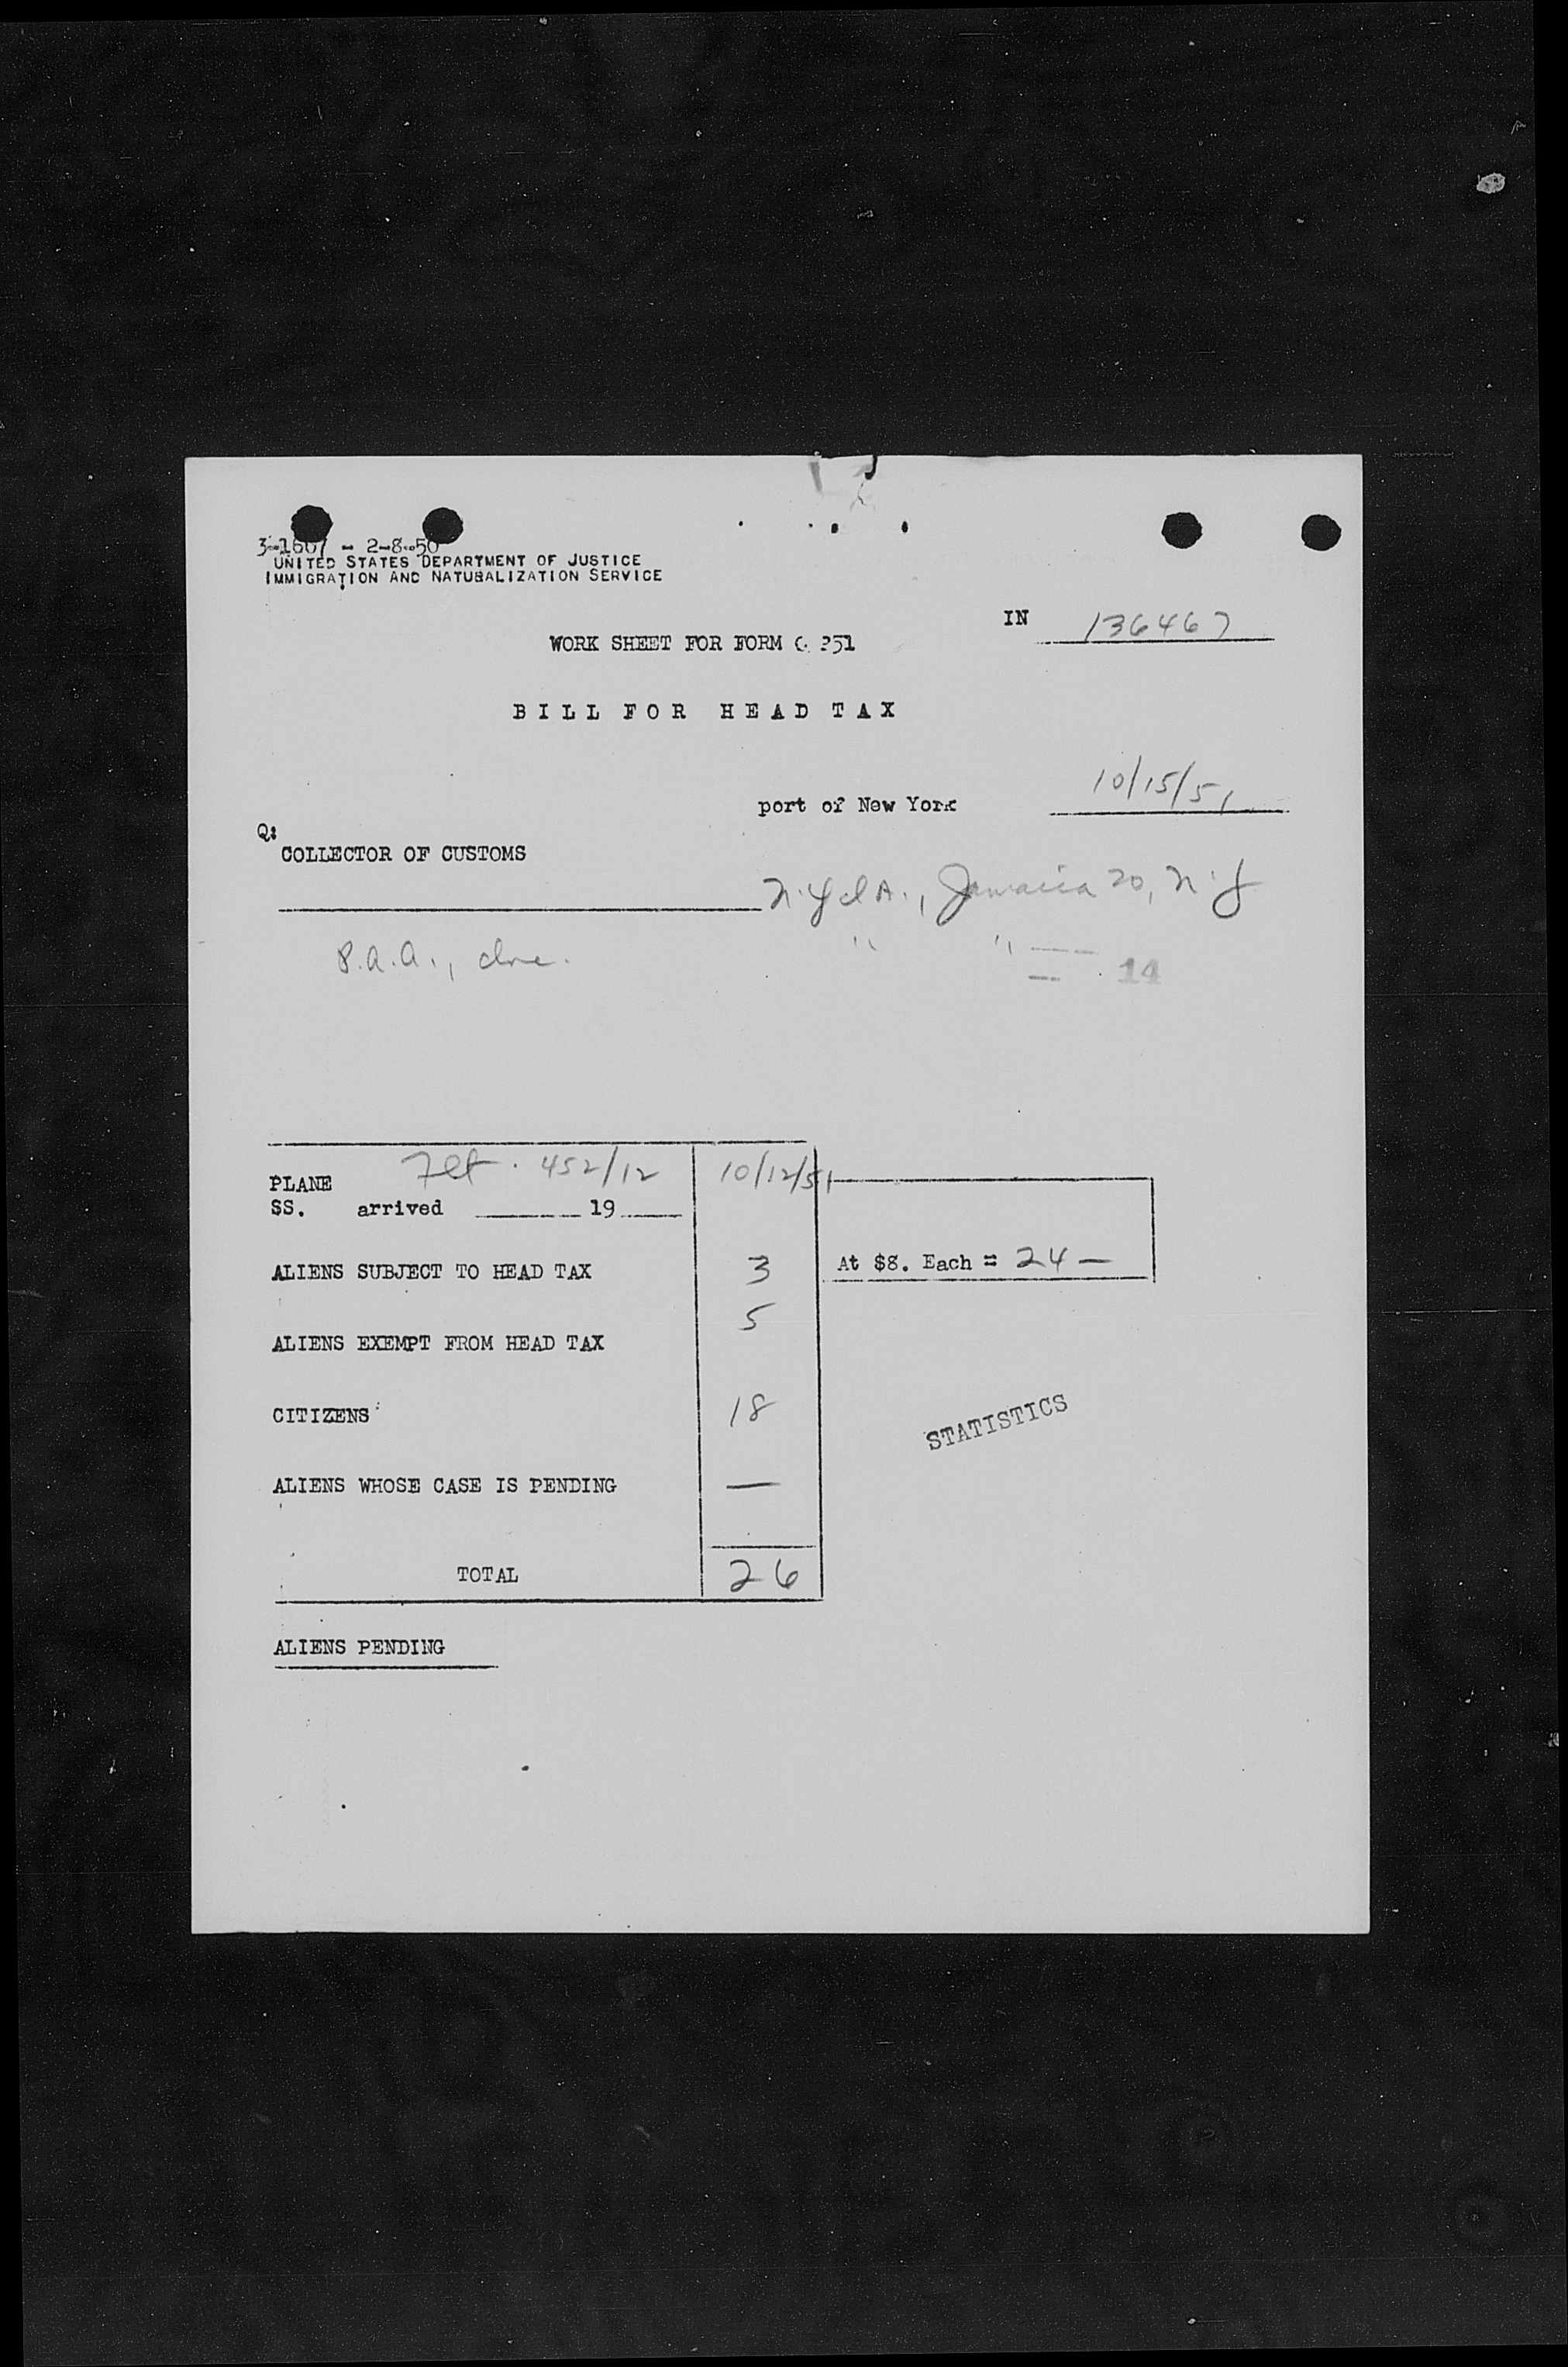 3-1607 - 2-8-50
UNITED STATES DEPARTMENT OF JUSTICE
IMMIGRATION AND NATURALIZATION SERVICE
IN 136467
WORK SHEET FOR FORM G 351
BILL FOR HEAD TAX
10/15/51
port of New York
Q:
COLLECTOR OF CUSTOMS
N.Y.I.A., Jamaica 20, N.Y
P.A.A., Inc. " "
14
PLANE Flt. 452/12 10/12/51
SS. arrived 19
ALIENS SUBJECT TO HEAD TAX 3 At $8. Each = 24 —
ALIENS EXEMPT FROM HEAD TAX 5
CITIZENS 18
STATISTICS
ALIENS WHOSE CASE IS PENDING —
TOTAL 26
ALIENS PENDING